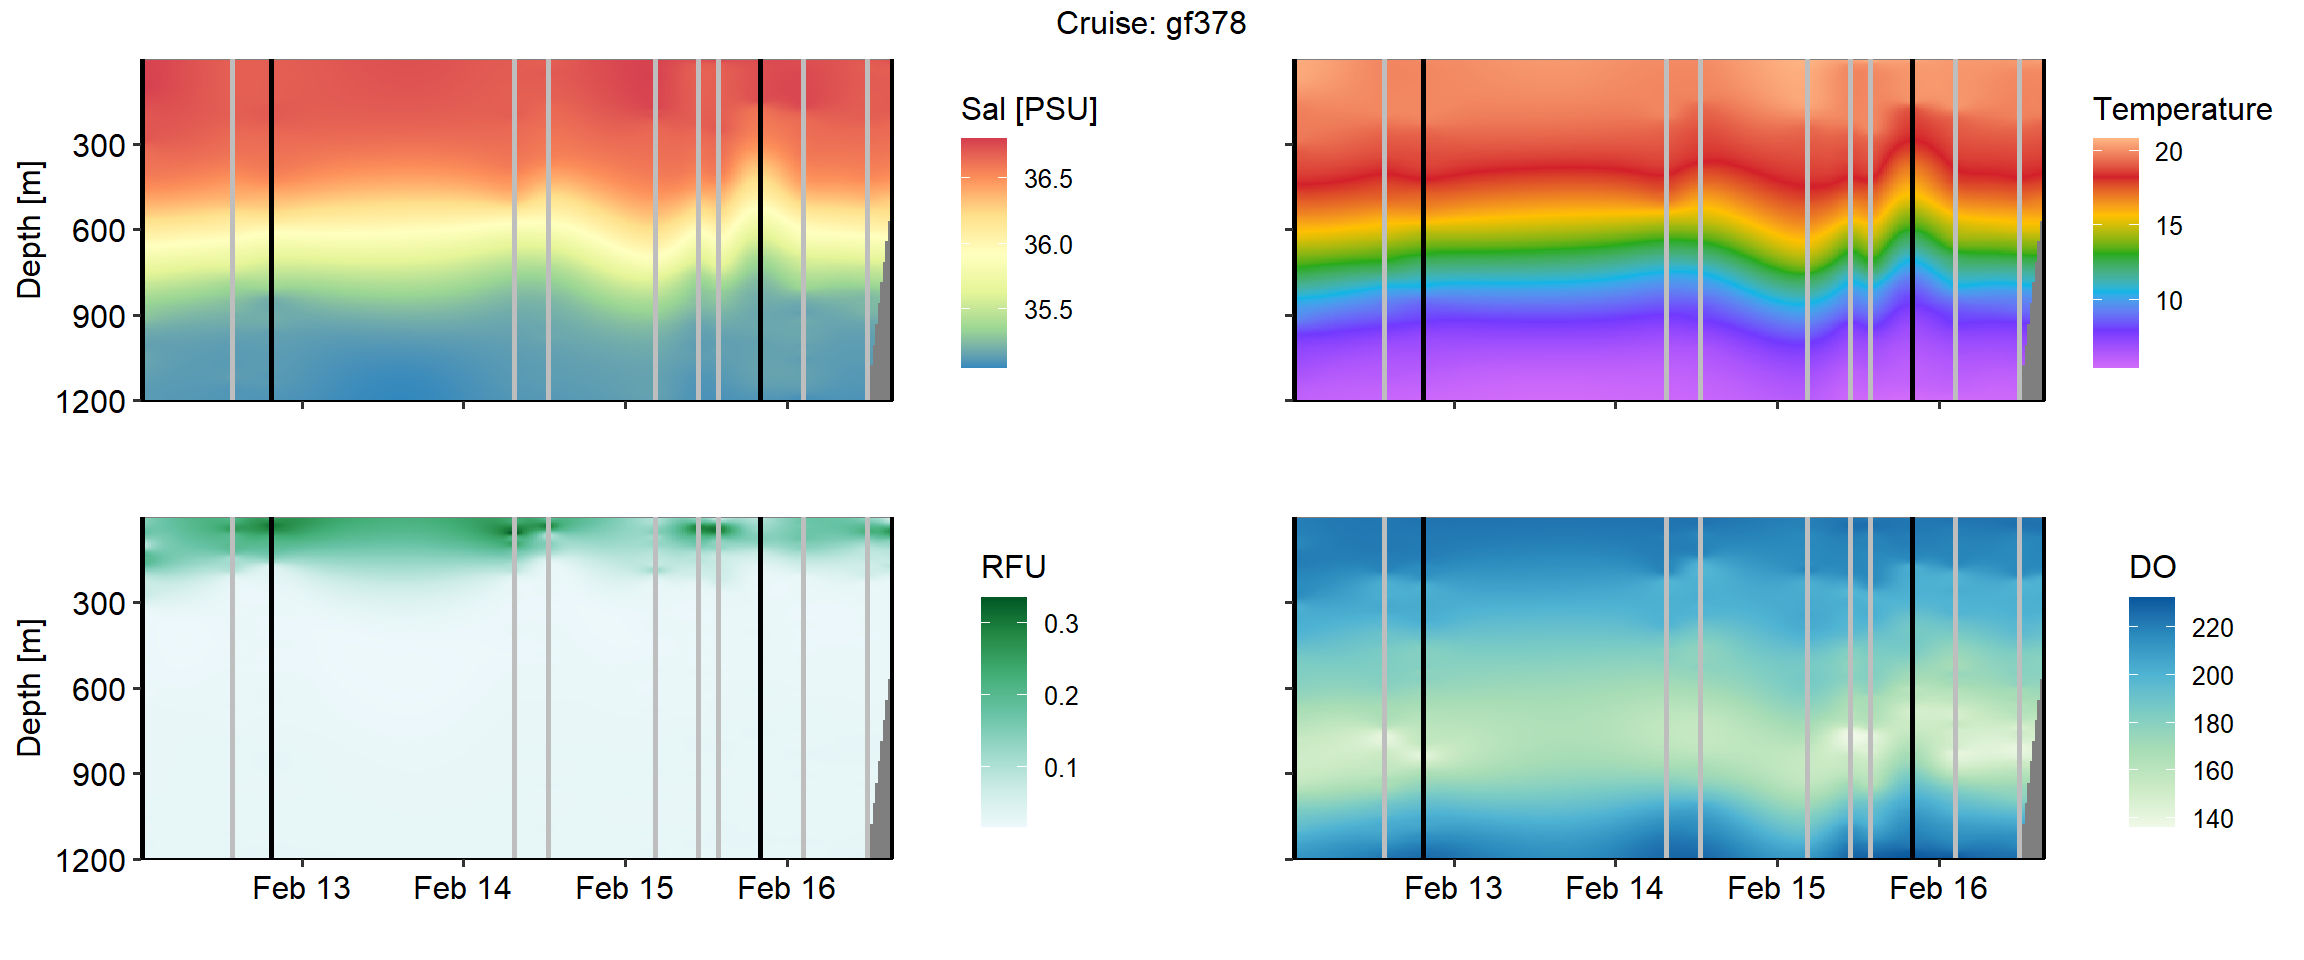 Cruise: gf378
Depth [m]
300
600
900
1200
Sal [PSU]
36.5
36.0
35.5
Temperature
20
15
10
Depth [m]
300
600
900
1200
Feb 13
Feb 14
Feb 15
Feb 16
RFU
0.3
0.2
0.1
Feb 13
Feb 14
Feb 15
Feb 16
DO
220
200
180
160
140